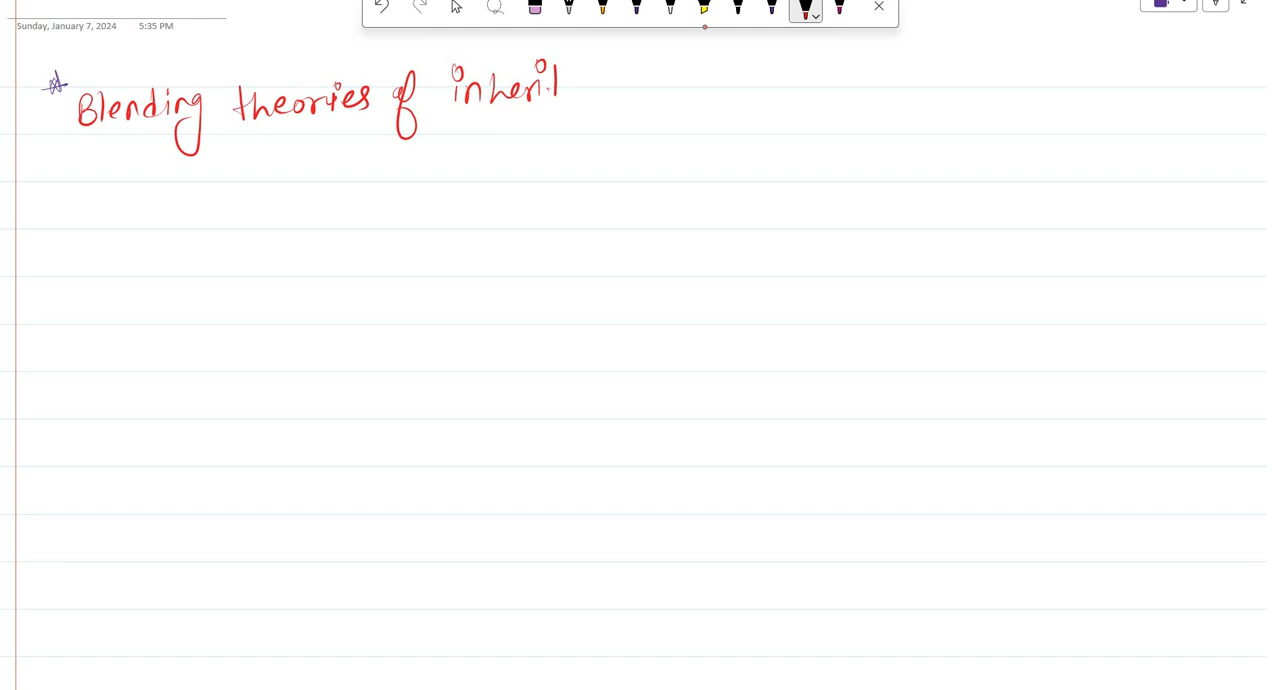 Sunday, January 7, 2024 5:35 PM
Blending theories of inherit